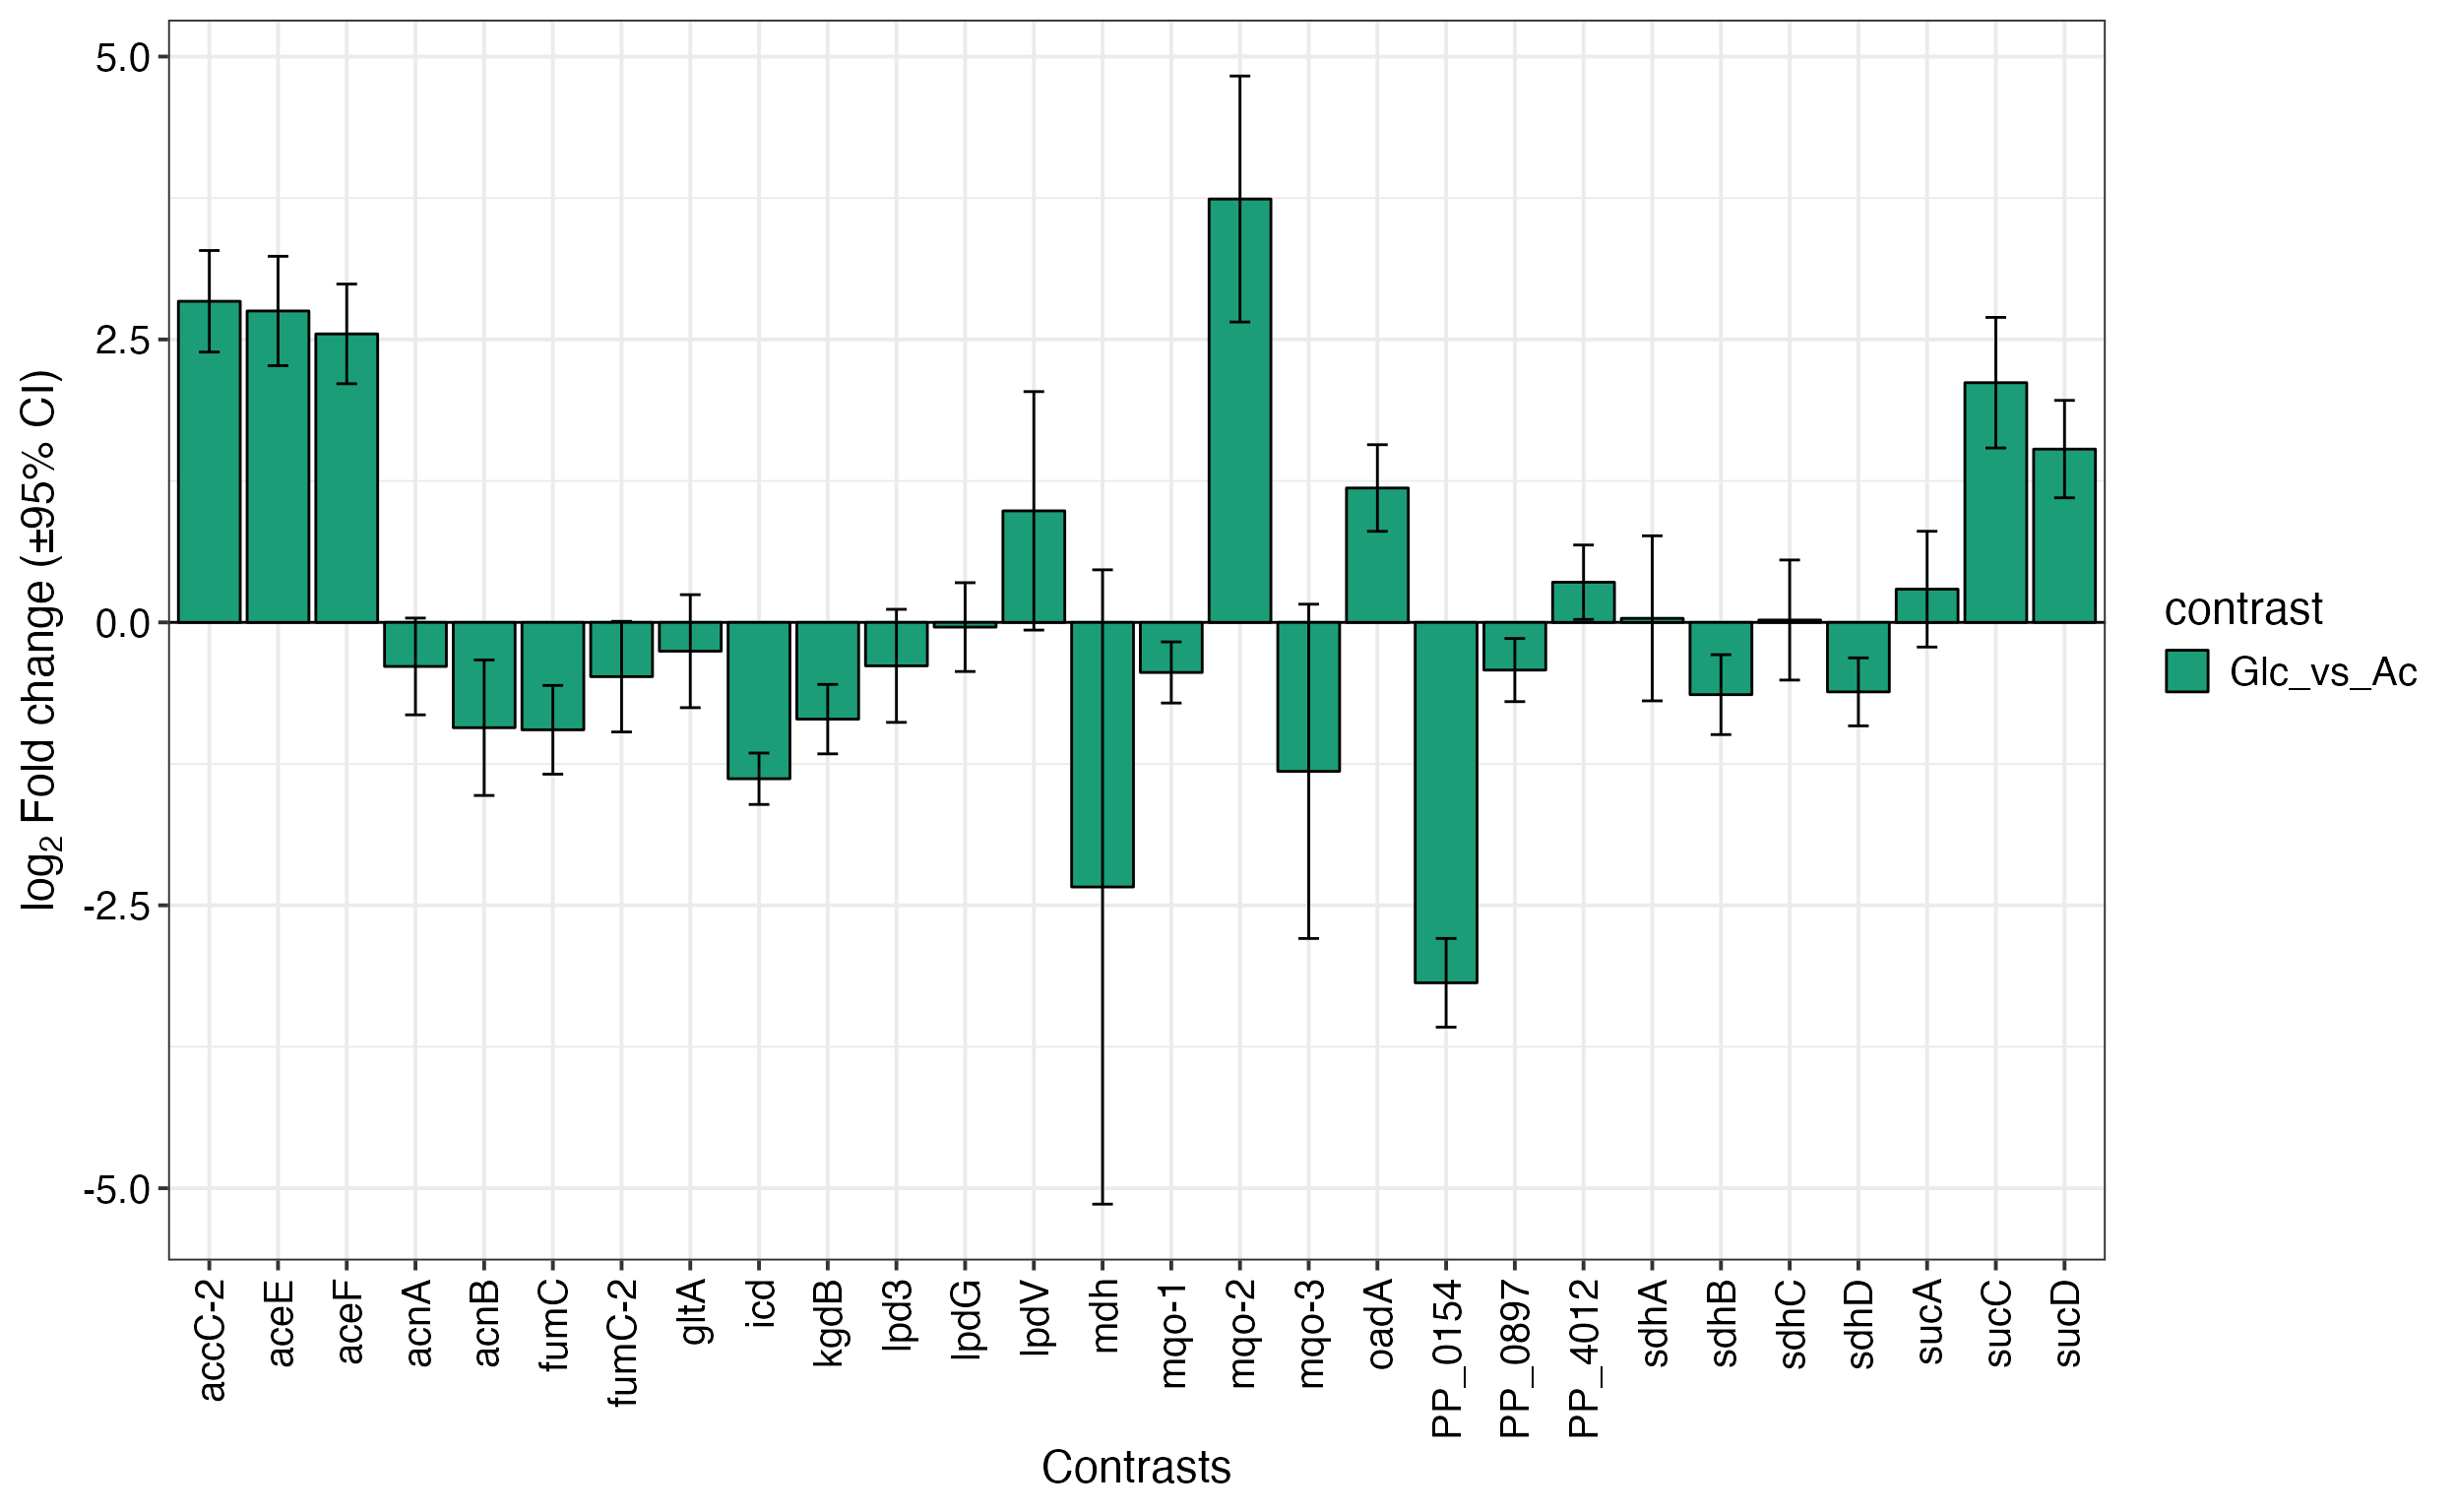 log2 Fold change (±95% CI)
5.0
2.5
0.0
-2.5
-5.0
accC-2
aceE
aceF
acnA
acnB
fumC
fumC-2
gltA
icd
kgdB
lpd3
lpdG
lpdV
mdh
mqo-1
mqo-2
mqo-3
oadA
PP_0154
PP_0897
PP_4012
sdhA
sdhB
sdhC
sdhD
sucA
sucC
sucD
Contrasts
contrast
Glc_vs_Ac